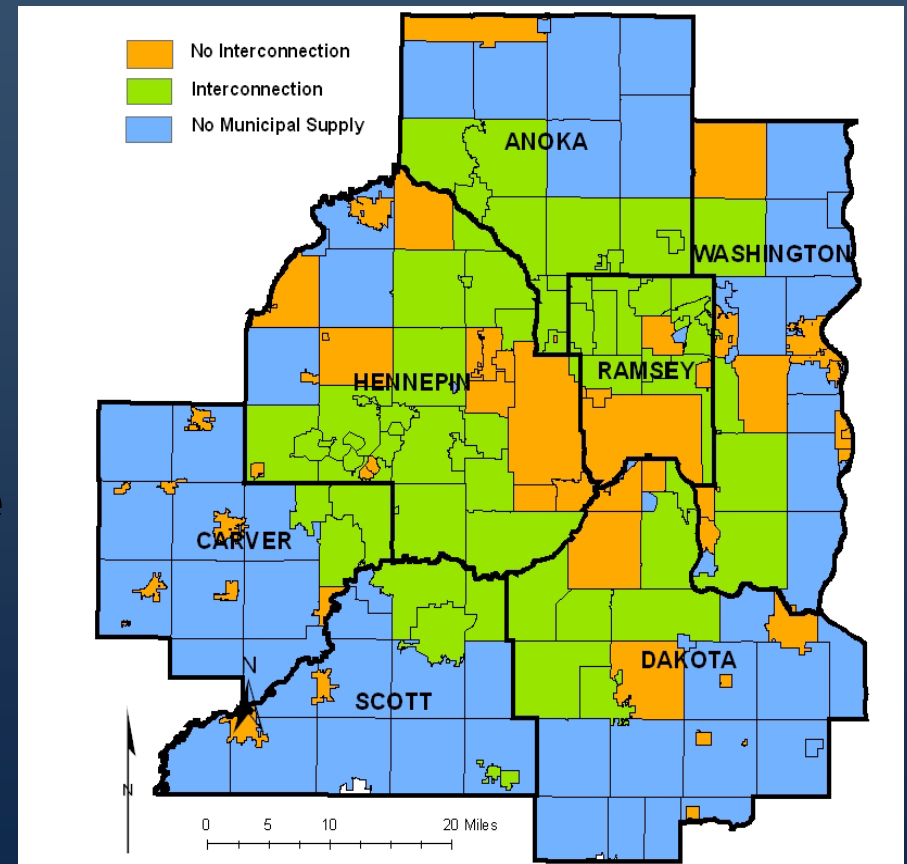 No Interconnection
Interconnection
No Municipal Supply
ANOKA
WASHINGTON
HENNEPIN
RAMSEY
CARVER
DAKOTA
SCOTT
N
N
0 5 10 20 Miles